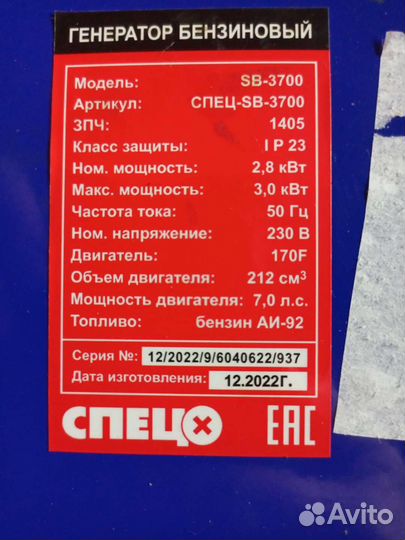 ГЕНЕРАТОР БЕНЗИНОВЫЙ
Модель: SB-3700
Артикул: СПЕЦ-SB-3700
ЗПЧ: 1405
Класс защиты: I P 23
Ном. мощность: 2,8 кВт
Макс. мощность: 3,0 кВт
Частота тока: 50 Гц
Ном. напряжение: 230 В
Двигатель: 170F
Объем двигателя: 212 см³
Мощность двигателя: 7,0 л.с.
Топливо: бензин АИ-92
Серия №: 12/2022/9/6040622/937
Дата изготовления: 12.2022Г.
СПЕЦ ЕАС
Avito